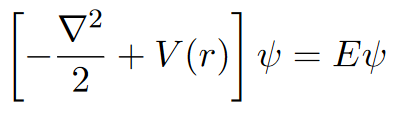 [-∇²/2 + V(r)] ψ = Eψ